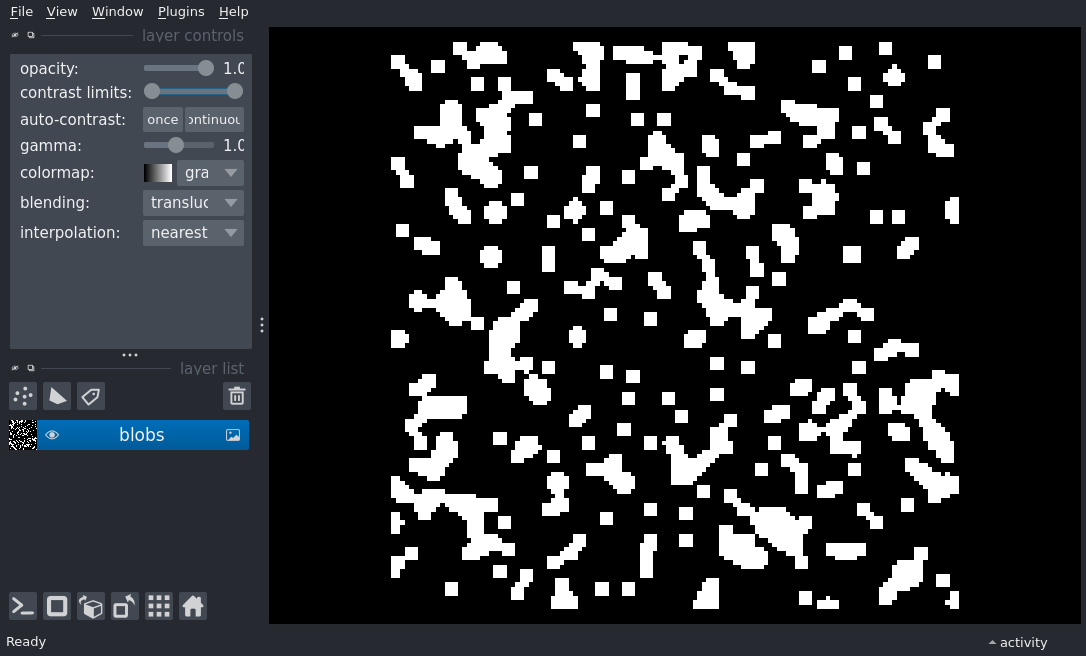 File View Window Plugins Help
layer controls
opacity: 1.0
contrast limits:
auto-contrast: once ontinuou
gamma: 1.0
colormap: gra
blending: transluc
interpolation: nearest
layer list
blobs
Ready activity